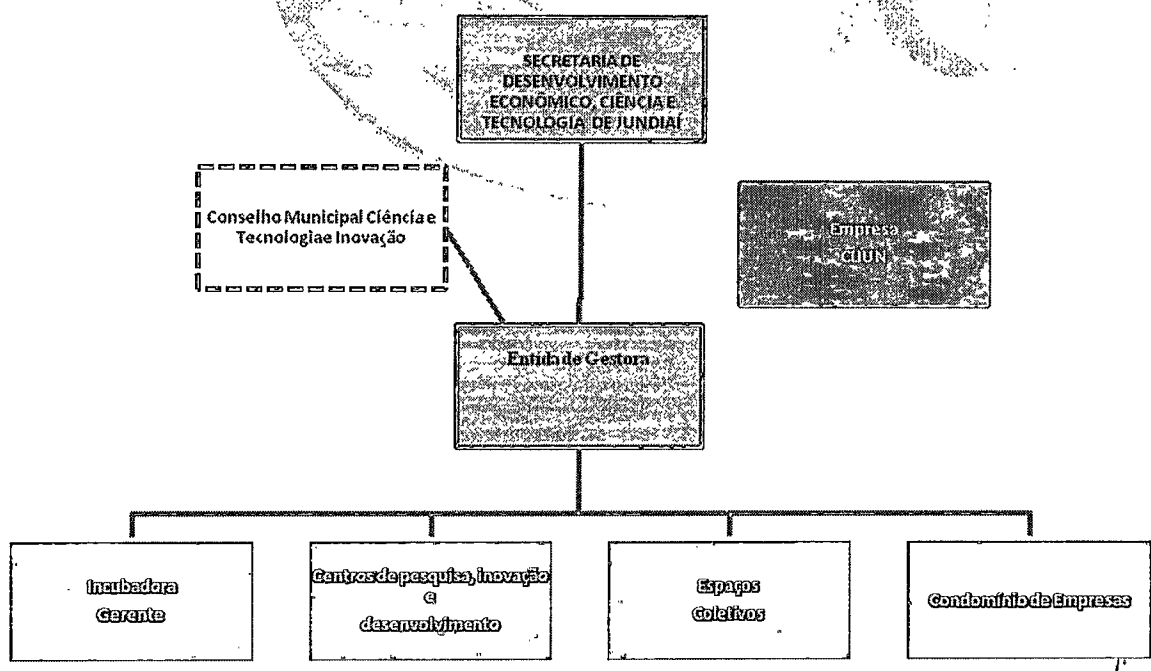 SECRETARIA DE
DESENVOLVIMENTO
ECONÔMICO, CIÊNCIA E
TECNOLOGIA DE JUNDIAÍ
Conselho Municipal Ciência e
Tecnologia e Inovação
Empresa
CIJUN
Entidade Gestora
Incubadora
Gerente
Centros de pesquisa, inovação
e
desenvolvimento
Espaços
Coletivos
Condomínio de Empresas